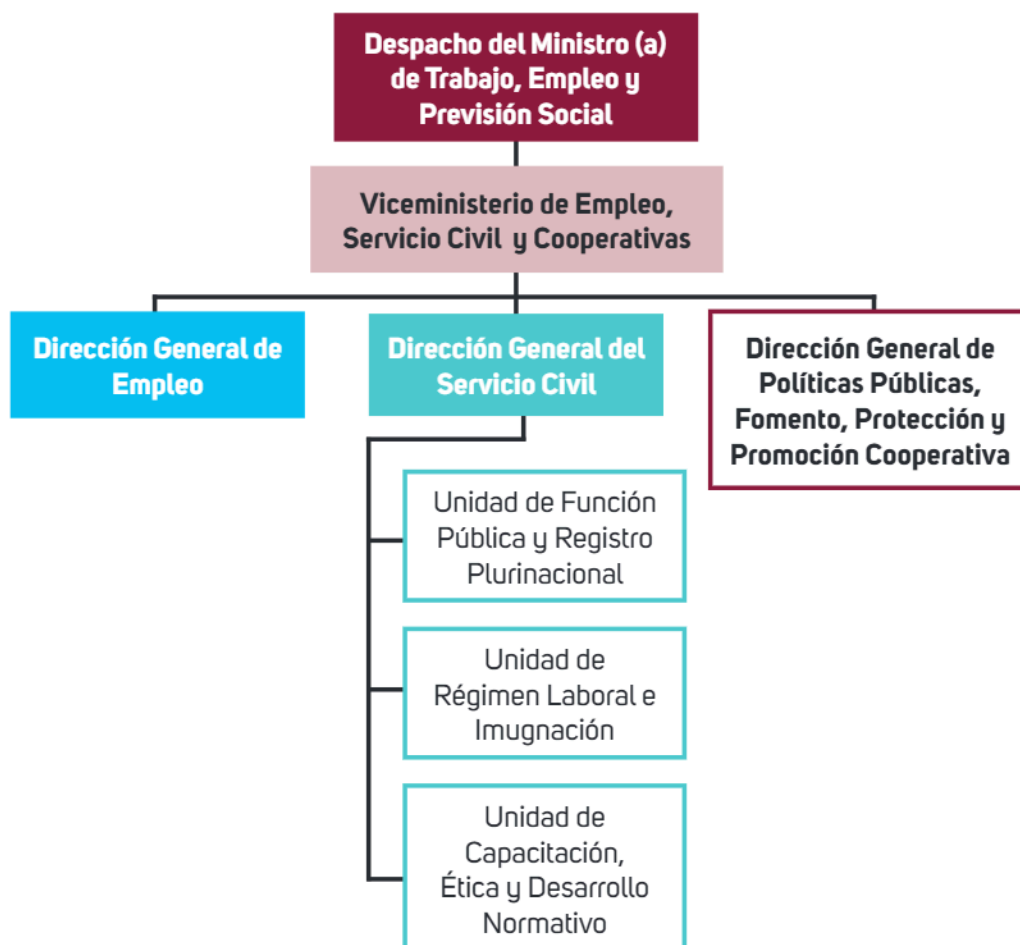 Despacho del Ministro (a)
de Trabajo, Empleo y
Previsión Social
Viceministerio de Empleo,
Servicio Civil y Cooperativas
Dirección General de
Empleo
Dirección General del
Servicio Civil
Dirección General de
Políticas Públicas,
Fomento, Protección y
Promoción Cooperativa
Unidad de Función
Pública y Registro
Plurinacional
Unidad de
Régimen Laboral e
Imugnación
Unidad de
Capacitación,
Ética y Desarrollo
Normativo